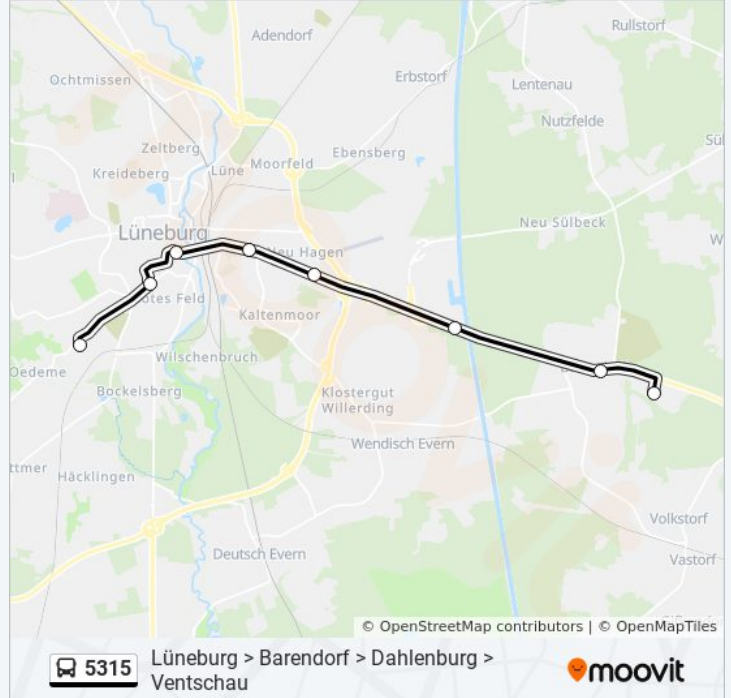 Rullstorf
Adendorf
Erbstorf
Ochtmissen
Lentenau
Nutzfelde
Zeltberg
Ebensberg
Lüne
Moorfeld
Kreideberg
Neu Sülbeck
Lüneburg
Neu Hagen
otes Feld
Kaltenmoor
Wilschenbruch
Oedeme
Bockelsberg
Klostergut
Willerding
Wendisch Evern
ttmer
Häcklingen
Volkstorf
Deutsch Evern
Vastorf
© OpenStreetMap contributors | © OpenMapTiles
5315
Lüneburg > Barendorf > Dahlenburg >
Ventschau
moovit